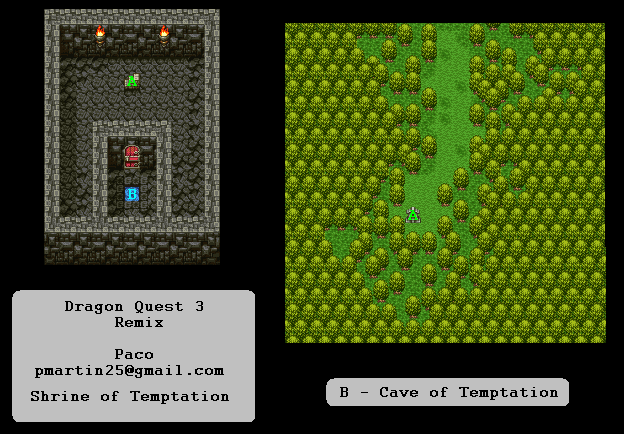 A
B
A
Dragon Quest 3
Remix
Paco
pmartin25@gmail.com
Shrine of Temptation
B - Cave of Temptation